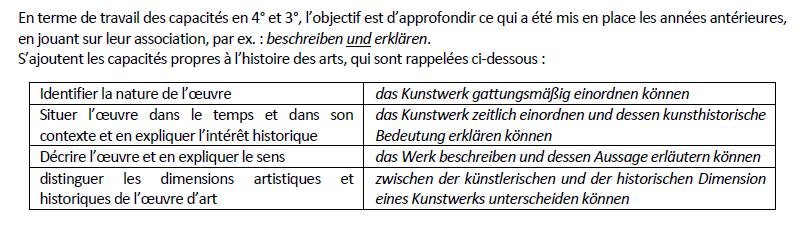 En terme de travail des capacités en 4° et 3°, l’objectif est d’approfondir ce qui a été mis en place les années antérieures,
en jouant sur leur association, par ex. : beschreiben und erklären.
S’ajoutent les capacités propres à l’histoire des arts, qui sont rappelées ci-dessous :
Identifier la nature de l’œuvre
das Kunstwerk gattungsmäßig einordnen können
Situer l’œuvre dans le temps et dans son
contexte et en expliquer l’intérêt historique
das Kunstwerk zeitlich einordnen und dessen kunsthistorische
Bedeutung erklären können
Décrire l’œuvre et en expliquer le sens
das Werk beschreiben und dessen Aussage erläutern können
distinguer les dimensions artistiques et
historiques de l’œuvre d’art
zwischen der künstlerischen und der historischen Dimension
eines Kunstwerks unterscheiden können